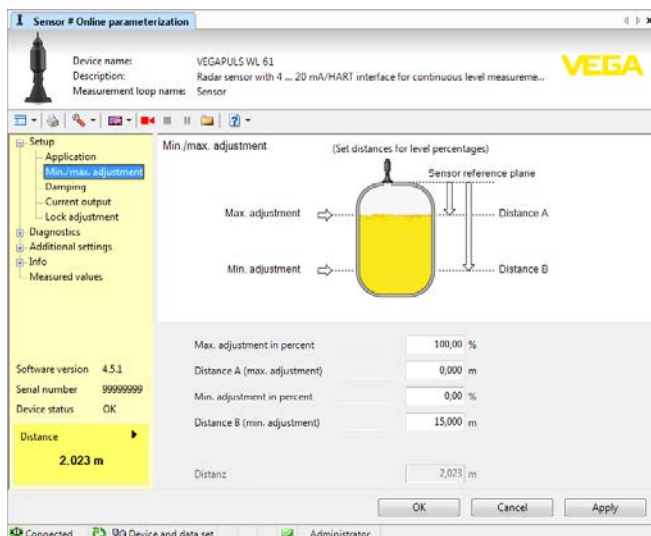 Sensor # Online parameterization
Device name: VEGAPULS WL 61
Description: Radar sensor with 4 ... 20 mA/HART interface for continuous level measureme...
Measurement loop name: Sensor
VEGA
Setup
Application
Min./max. adjustment
Damping
Current output
Lock adjustment
Diagnostics
Additional settings
Info
Measured values
Software version 4.5.1
Serial number 99999999
Device status OK
Distance
2.023 m
Min./max. adjustment
(Set distances for level percentages)
Sensor reference plane
Max. adjustment
Distance A
Min. adjustment
Distance B
Max. adjustment in percent 100,00 %
Distance A (max. adjustment) 0,000 m
Min. adjustment in percent 0,00 %
Distance B (min. adjustment) 15,000 m
Distanz 2,023 m
OK Cancel Apply
Connected Device and data set Administrator